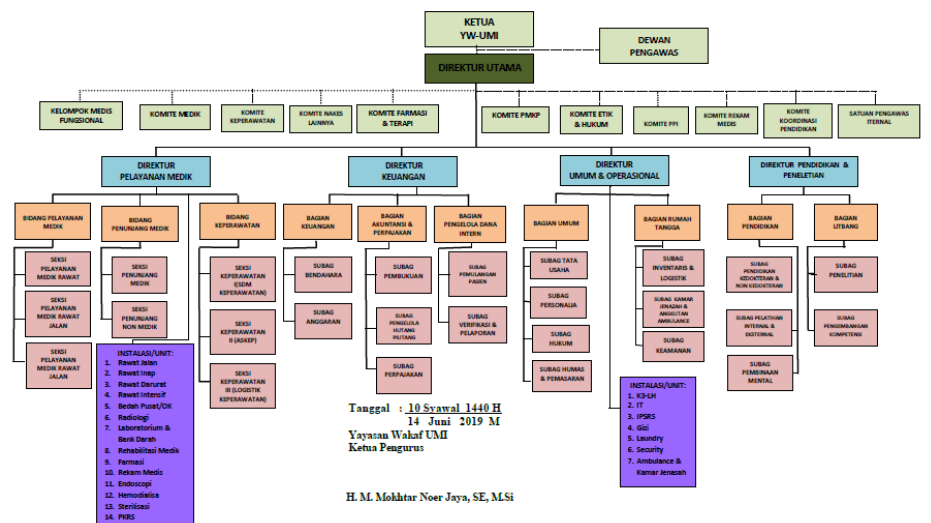 KETUA
YW-UMI
DEWAN
PENGAWAS
DIREKTUR UTAMA
KELOMPOK MEDIS
FUNGSIONAL
KOMITE MEDIK
KOMITE
KEPERAWATAN
KOMITE NAKES
LAINNYA
KOMITE FARMASI
& TERAPI
KOMITE PMKP
KOMITE ETIK
& HUKUM
KOMITE PPI
KOMITE REKAM
MEDIS
KOMITE
KOORDINASI
PENDIDIKAN
SATUAN PENGAWAS
ITERNAL
DIREKTUR
PELAYANAN MEDIK
DIREKTUR
KEUANGAN
DIREKTUR
UMUM & OPERASIONAL
DIREKTUR PENDIDIKAN &
PENELETIAN
BIDANG PELAYANAN
MEDIK
BIDANG
PENUNJANG MEDIK
BIDANG
KEPERAWATAN
BAGIAN
KEUANGAN
BAGIAN
AKUNTANSI &
PERPAJAKAN
BAGIAN
PENGELOLA DANA
INTERN
BAGIAN UMUM
BAGIAN RUMAH
TANGGA
BAGIAN
PENDIDIKAN
BAGIAN
LITBANG
SEKSI
PELAYANAN
MEDIK RAWAT
SEKSI
PELAYANAN
MEDIK RAWAT
JALAN
SEKSI
PELAYANAN
MEDIK RAWAT
JALAN
SEKSI
PENUNJANG
MEDIK
SEKSI
PENUNJANG
NON MEDIK
SEKSI
KEPERAWATAN
I(SDM
KEPERAWATAN)
SEKSI
KEPERAWATAN
II (ASKEP)
SEKSI
KEPERAWATAN
III (LOGISTIK
KEPERAWATAN)
SUBAG
BENDAHARA
SUBAG
ANGGARAN
SUBAG
PEMBUKUAN
SUBAG
PENGELOLA
HUTANG
PIUTANG
SUBAG
PERPAJAKAN
SUBAG
PEMULANGAN
PASIEN
SUBAG
VERIFIKASI &
PELAPORAN
SUBAG TATA
USAHA
SUBAG
PERSONALIA
SUBAG
HUKUM
SUBAG HUMAS
& PEMASARAN
SUBAG
INVENTARIS &
LOGISTIK
SUBAG KAMAR
JENAZAH &
ANGKUTAN
AMBULANCE
SUBAG
KEAMANAN
SUBAG
PENDIDIKAN
KEDOKTERAN &
NON KEDOKTERAN
SUBAG PELATIHAN
INTERNAL &
EKSTERNAL
SUBAG
PEMBINAAN
MENTAL
SUBAG
PENELITIAN
SUBAG
PENGEMBANGAN
KOMPETENSI
INSTALASI/UNIT:
1. Rawat Jalan
2. Rawat Inap
3. Rawat Darurat
4. Rawat Intensif
5. Bedah Pusat/OK
6. Radiologi
7. Laboratorium &
Bank Darah
8. Rehabilitasi Medik
9. Farmasi
10. Rekam Medis
11. Endoscopi
12. Hemodialisa
13. Sterilisasi
14. PKRS
INSTALASI/UNIT:
1. K3-LH
2. IT
3. IPSRS
4. Gizi
5. Laundry
6. Security
7. Ambulance &
Kamar Jenasah
Tanggal : 10 Syawal 1440 H
14 Juni 2019 M
Yayasan Wakaf UMI
Ketua Pengurus
H. M. Mokhtar Noer Jaya, SE, M.Si